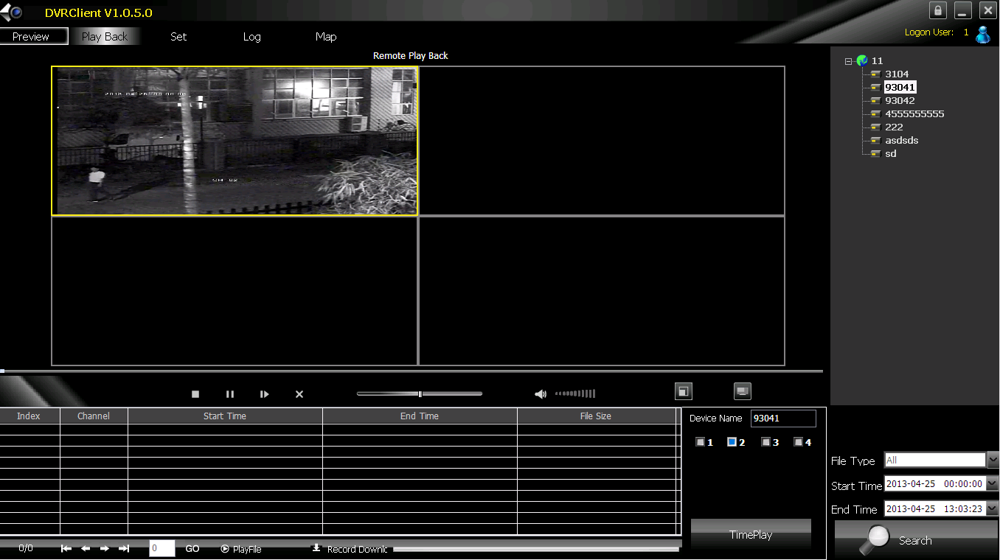 DVRClient V1.0.5.0
Preview Play Back Set Log Map
Logon User: 1
Remote Play Back
CH 02
11
3104
93041
93042
4555555555
222
asdsds
sd
Index Channel Start Time End Time File Size
Device Name 93041
1 2 3 4
TimePlay
File Type All
Start Time 2013-04-25 00:00:00
End Time 2013-04-25 13:03:23
Search
0/0 0 GO PlayFile Record Downlc